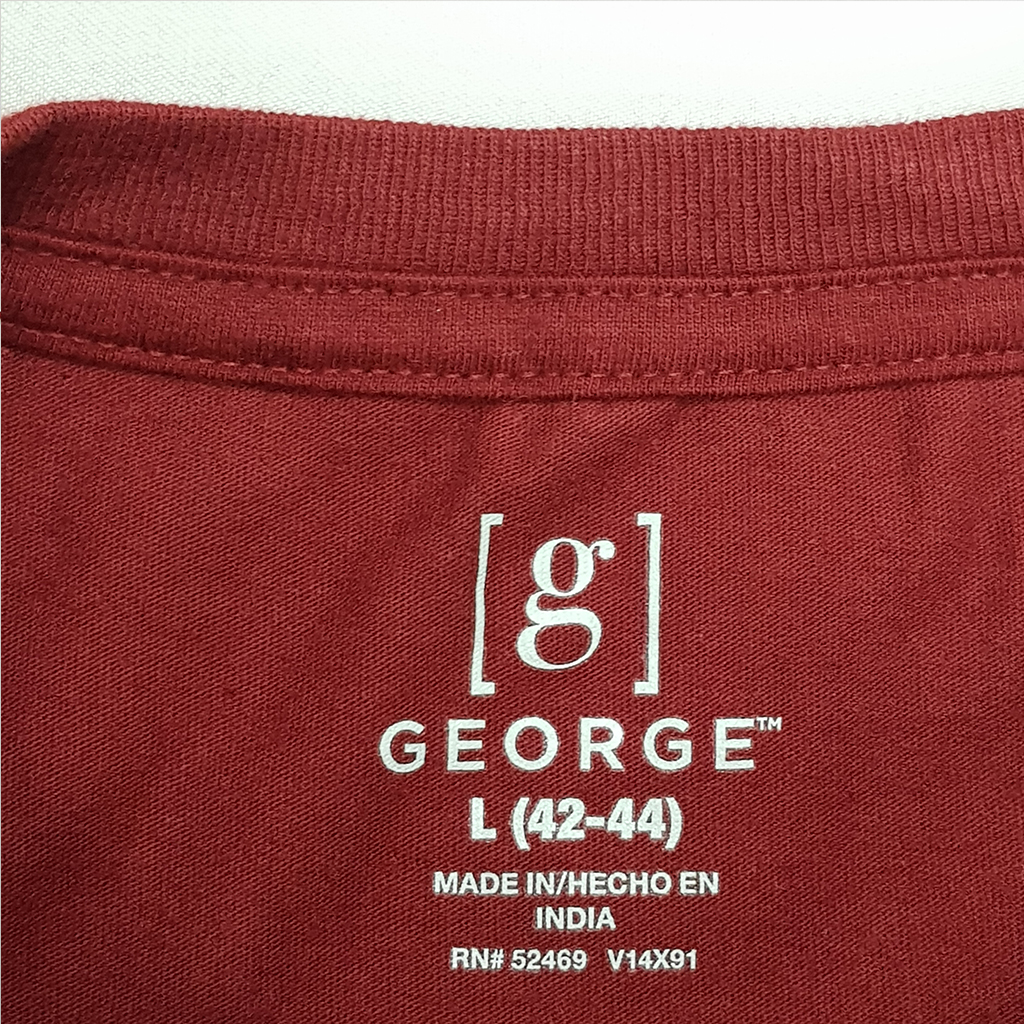 [g]
GEORGE™
L (42-44)
MADE IN/HECHO EN
INDIA
RN# 52469 V14X91